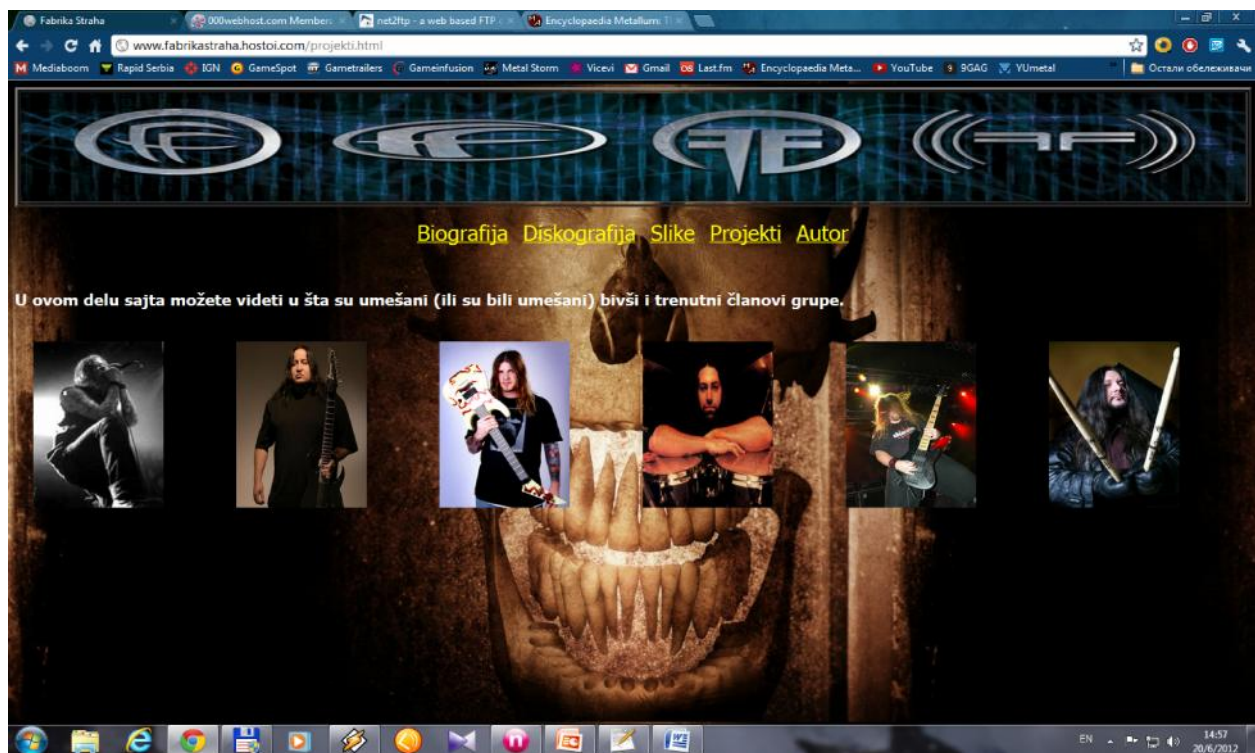 Fabrika Straha
000webhost.com Members
net2ftp - a web based FTP c
Encyclopaedia Metallum: T
www.fabrikastraha.hostoi.com/projekti.html
Mediaboom Rapid Serbia IGN GameSpot Gametrailers Gameinfusion Metal Storm Vicevi Gmail Last.fm Encyclopaedia Meta... YouTube 9GAG YUmetal Остали обележивачи
Biografija Diskografija Slike Projekti Autor
U ovom delu sajta možete videti u šta su umešani (ili su bili umešani) bivši i trenutni članovi grupe.
EN 14:57
20/6/2012